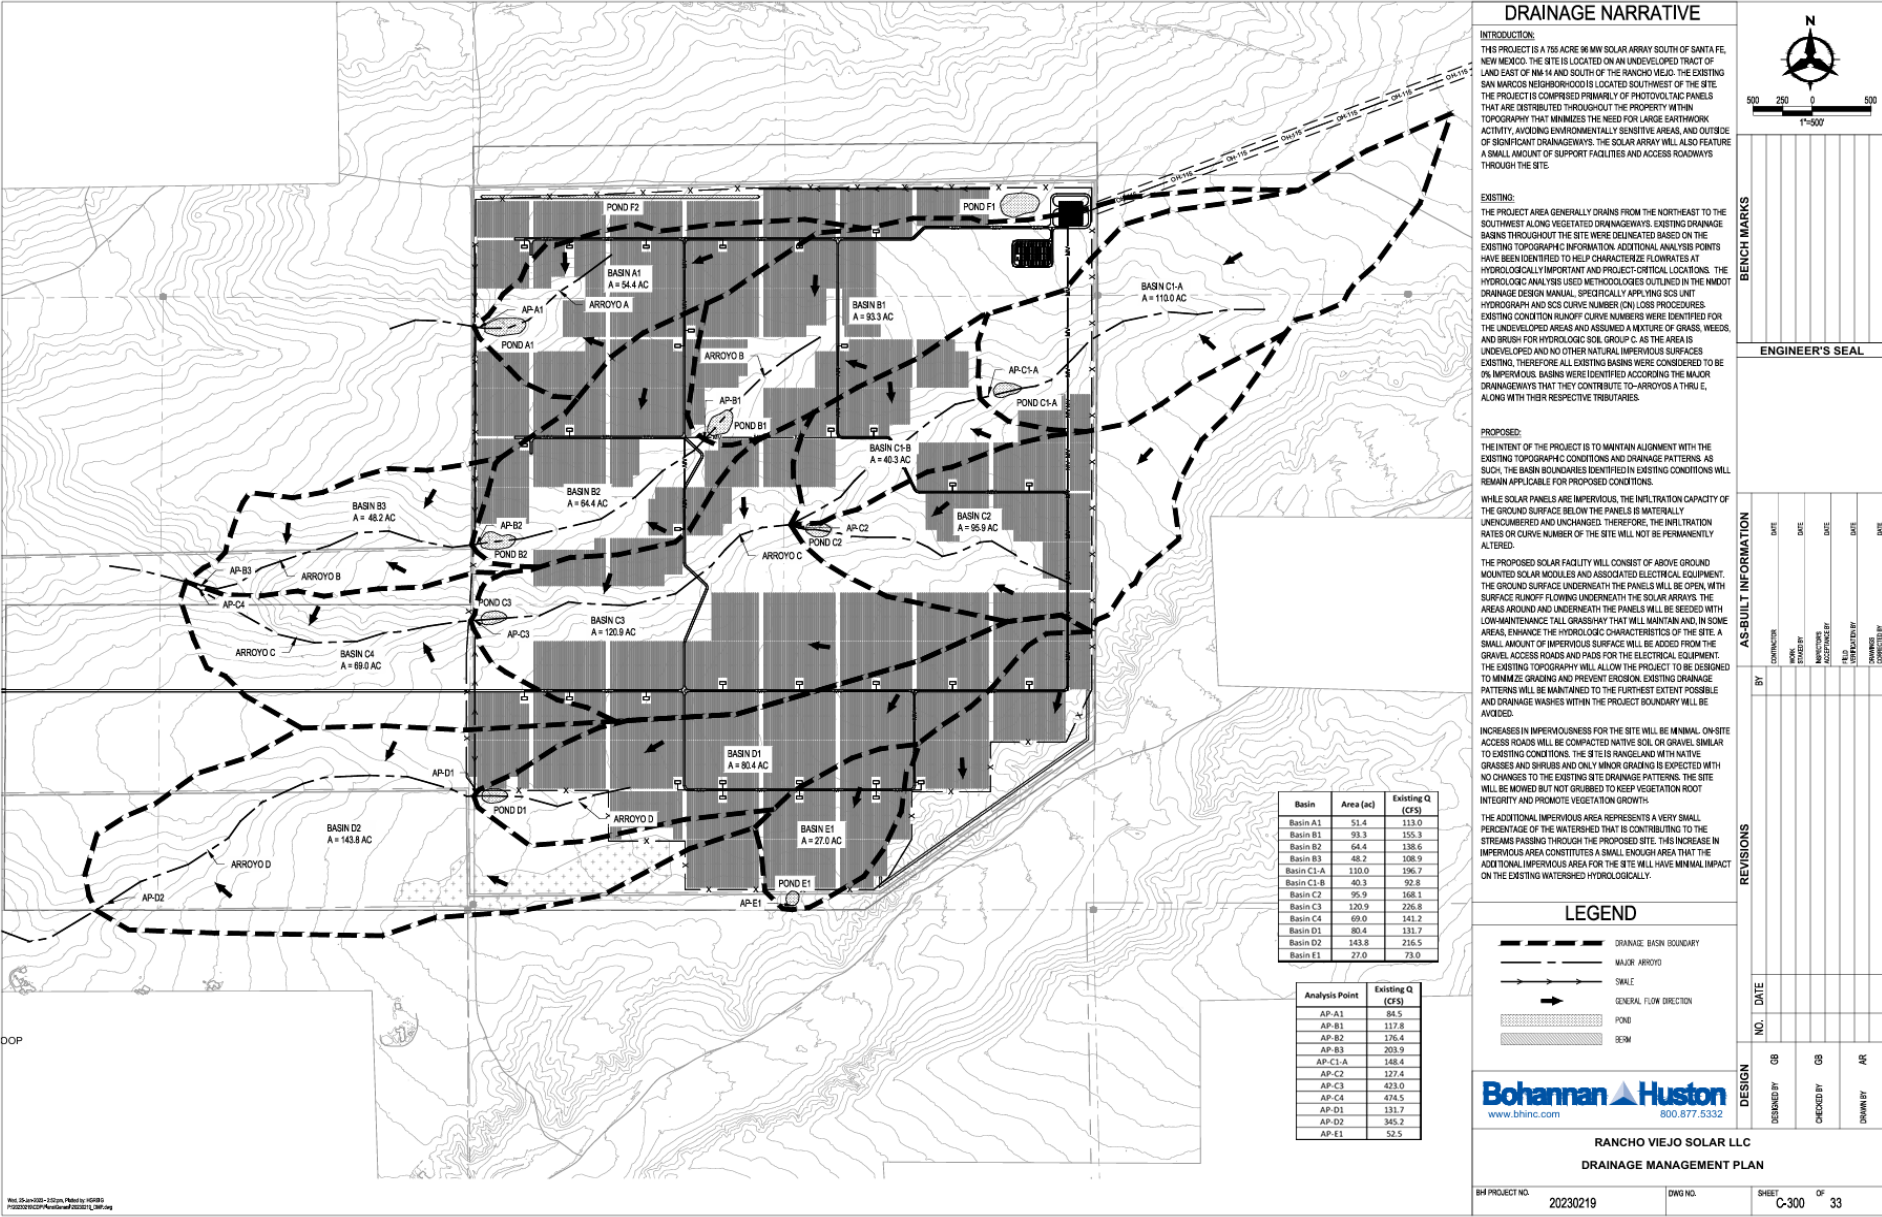 DRAINAGE NARRATIVE
INTRODUCTION:
THIS PROJECT IS A 755 ACRE 96 MW SOLAR ARRAY SOUTH OF SANTA FE,
NEW MEXICO. THE SITE IS LOCATED ON AN UNDEVELOPED TRACT OF
LAND EAST OF NM-14 AND SOUTH OF THE RANCHO VIEJO. THE EXISTING
SAN MARCOS NEIGHBORHOOD IS LOCATED SOUTHWEST OF THE SITE.
THE PROJECT IS COMPRISED PRIMARILY OF PHOTOVOLTAIC PANELS
THAT ARE DISTRIBUTED THROUGHOUT THE PROPERTY WITHIN
TOPOGRAPHY THAT MINIMIZES THE NEED FOR LARGE EARTHWORK
ACTIVITY, AVOIDING ENVIRONMENTALLY SENSITIVE AREAS, AND OUTSIDE
OF SIGNIFICANT DRAINAGEWAYS. THE SOLAR ARRAY WILL ALSO FEATURE
A SMALL AMOUNT OF SUPPORT FACILITIES AND ACCESS ROADWAYS
THROUGH THE SITE.
EXISTING:
THE PROJECT AREA GENERALLY DRAINS FROM THE NORTHEAST TO THE
SOUTHWEST ALONG VEGETATED DRAINAGEWAYS. EXISTING DRAINAGE
BASINS THROUGHOUT THE SITE WERE DELINEATED BASED ON THE
EXISTING TOPOGRAPHIC INFORMATION. ADDITIONAL ANALYSIS POINTS
HAVE BEEN IDENTIFIED TO HELP CHARACTERIZE FLOWRATES AT
HYDROLOGICALLY IMPORTANT AND PROJECT-CRITICAL LOCATIONS. THE
HYDROLOGIC ANALYSIS USED METHODOLOGIES OUTLINED IN THE NMDOT
DRAINAGE DESIGN MANUAL, SPECIFICALLY APPLYING SCS UNIT
HYDROGRAPH AND SCS CURVE NUMBER (CN) LOSS PROCEDURES.
EXISTING CONDITION RUNOFF CURVE NUMBERS WERE IDENTIFIED FOR
THE UNDEVELOPED AREAS AND ASSUMED A MIXTURE OF GRASS, WEEDS,
AND BRUSH FOR HYDROLOGIC SOIL GROUP C. AS THE AREA IS
UNDEVELOPED AND NO OTHER NATURAL IMPERVIOUS SURFACES
EXISTING, THEREFORE ALL EXISTING BASINS WERE CONSIDERED TO BE
0% IMPERVIOUS. BASINS WERE IDENTIFIED ACCORDING THE MAJOR
DRAINAGEWAYS THAT THEY CONTRIBUTE TO–ARROYOS A THRU E,
ALONG WITH THEIR RESPECTIVE TRIBUTARIES.
PROPOSED:
THE INTENT OF THE PROJECT IS TO MAINTAIN ALIGNMENT WITH THE
EXISTING TOPOGRAPHIC CONDITIONS AND DRAINAGE PATTERNS. AS
SUCH, THE BASIN BOUNDARIES IDENTIFIED IN EXISTING CONDITIONS WILL
REMAIN APPLICABLE FOR PROPOSED CONDITIONS.
WHILE SOLAR PANELS ARE IMPERVIOUS, THE INFILTRATION CAPACITY OF
THE GROUND SURFACE BELOW THE PANELS IS MATERIALLY
UNENCUMBERED AND UNCHANGED. THEREFORE, THE INFILTRATION
RATES OR CURVE NUMBER OF THE SITE WILL NOT BE PERMANENTLY
ALTERED.
THE PROPOSED SOLAR FACILITY WILL CONSIST OF ABOVE GROUND
MOUNTED SOLAR MODULES AND ASSOCIATED ELECTRICAL EQUIPMENT.
THE GROUND SURFACE UNDERNEATH THE PANELS WILL BE OPEN, WITH
SURFACE RUNOFF FLOWING UNDERNEATH THE SOLAR ARRAYS. THE
AREAS AROUND AND UNDERNEATH THE PANELS WILL BE SEEDED WITH
LOW-MAINTENANCE TALL GRASS/HAY THAT WILL MAINTAIN AND, IN SOME
AREAS, ENHANCE THE HYDROLOGIC CHARACTERISTICS OF THE SITE. A
SMALL AMOUNT OF IMPERVIOUS SURFACE WILL BE ADDED FROM THE
GRAVEL ACCESS ROADS AND PADS FOR THE ELECTRICAL EQUIPMENT.
THE EXISTING TOPOGRAPHY WILL ALLOW THE PROJECT TO BE DESIGNED
TO MINIMIZE GRADING AND PREVENT EROSION. EXISTING DRAINAGE
PATTERNS WILL BE MAINTAINED TO THE FURTHEST EXTENT POSSIBLE
AND DRAINAGE WASHES WITHIN THE PROJECT BOUNDARY WILL BE
AVOIDED.
INCREASES IN IMPERVIOUSNESS FOR THE SITE WILL BE MINIMAL. ON-SITE
ACCESS ROADS WILL BE COMPACTED NATIVE SOIL OR GRAVEL SIMILAR
TO EXISTING CONDITIONS. THE SITE IS RANGELAND WITH NATIVE
GRASSES AND SHRUBS AND ONLY MINOR GRADING IS EXPECTED WITH
NO CHANGES TO THE EXISTING SITE DRAINAGE PATTERNS. THE SITE
WILL BE MOWED BUT NOT GRUBBED TO KEEP VEGETATION ROOT
INTEGRITY AND PROMOTE VEGETATION GROWTH.
THE ADDITIONAL IMPERVIOUS AREA REPRESENTS A VERY SMALL
PERCENTAGE OF THE WATERSHED THAT IS CONTRIBUTING TO THE
STREAMS PASSING THROUGH THE PROPOSED SITE. THIS INCREASE IN
IMPERVIOUS AREA CONSTITUTES A SMALL ENOUGH AREA THAT THE
ADDITIONAL IMPERVIOUS AREA FOR THE SITE WILL HAVE MINIMAL IMPACT
ON THE EXISTING WATERSHED HYDROLOGICALLY.
LEGEND
DRAINAGE BASIN BOUNDARY
MAJOR ARROYO
SWALE
GENERAL FLOW DIRECTION
POND
BERM
Bohannan Huston
www.bhinc.com 800.877.5332
RANCHO VIEJO SOLAR LLC
DRAINAGE MANAGEMENT PLAN
BHI PROJECT NO. 20230219
DWG NO.
SHEET C-300 OF 33
N
500 250 0 500
1"=500'
BENCH MARKS
ENGINEER'S SEAL
AS-BUILT INFORMATION
CONTRACTOR DATE
WORK STAKED BY DATE
INSPECTOR'S ACCEPTANCE BY DATE
FIELD VERIFICATION BY DATE
DRAWINGS CORRECTED BY DATE
REVISIONS
NO. DATE BY
DESIGN
DESIGNED BY GB
CHECKED BY GB
DRAWN BY AR
OH-115
OH-115
OH-115
OH-115
OH-115
POND F2
POND F1
BASIN A1
A = 54.4 AC
ARROYO A
AP-A1
POND A1
BASIN B1
A = 93.3 AC
BASIN C1-A
A = 110.0 AC
ARROYO B
AP-C1-A
POND C1-A
AP-B1
POND B1
BASIN C1-B
A = 40.3 AC
BASIN B2
A = 64.4 AC
BASIN B3
A = 48.2 AC
BASIN C2
A = 95.9 AC
AP-B2
POND B2
AP-C2
POND C2
ARROYO C
AP-B3
ARROYO B
AP-C4
POND C3
AP-C3
BASIN C3
A = 120.9 AC
ARROYO C
BASIN C4
A = 69.0 AC
BASIN D1
A = 80.4 AC
AP-D1
POND D1
ARROYO D
BASIN D2
A = 143.8 AC
ARROYO D
BASIN E1
A = 27.0 AC
POND E1
AP-E1
AP-D2
OOP
Basin Area (ac) Existing Q (CFS)
Basin A1 51.4 113.0
Basin B1 93.3 155.3
Basin B2 64.4 138.6
Basin B3 48.2 108.9
Basin C1-A 110.0 196.7
Basin C1-B 40.3 92.8
Basin C2 95.9 168.1
Basin C3 120.9 226.8
Basin C4 69.0 141.2
Basin D1 80.4 131.7
Basin D2 143.8 216.5
Basin E1 27.0 73.0
Analysis Point Existing Q (CFS)
AP-A1 84.5
AP-B1 117.8
AP-B2 176.4
AP-B3 203.9
AP-C1-A 148.4
AP-C2 127.4
AP-C3 423.0
AP-C4 474.5
AP-D1 131.7
AP-D2 345.2
AP-E1 52.5